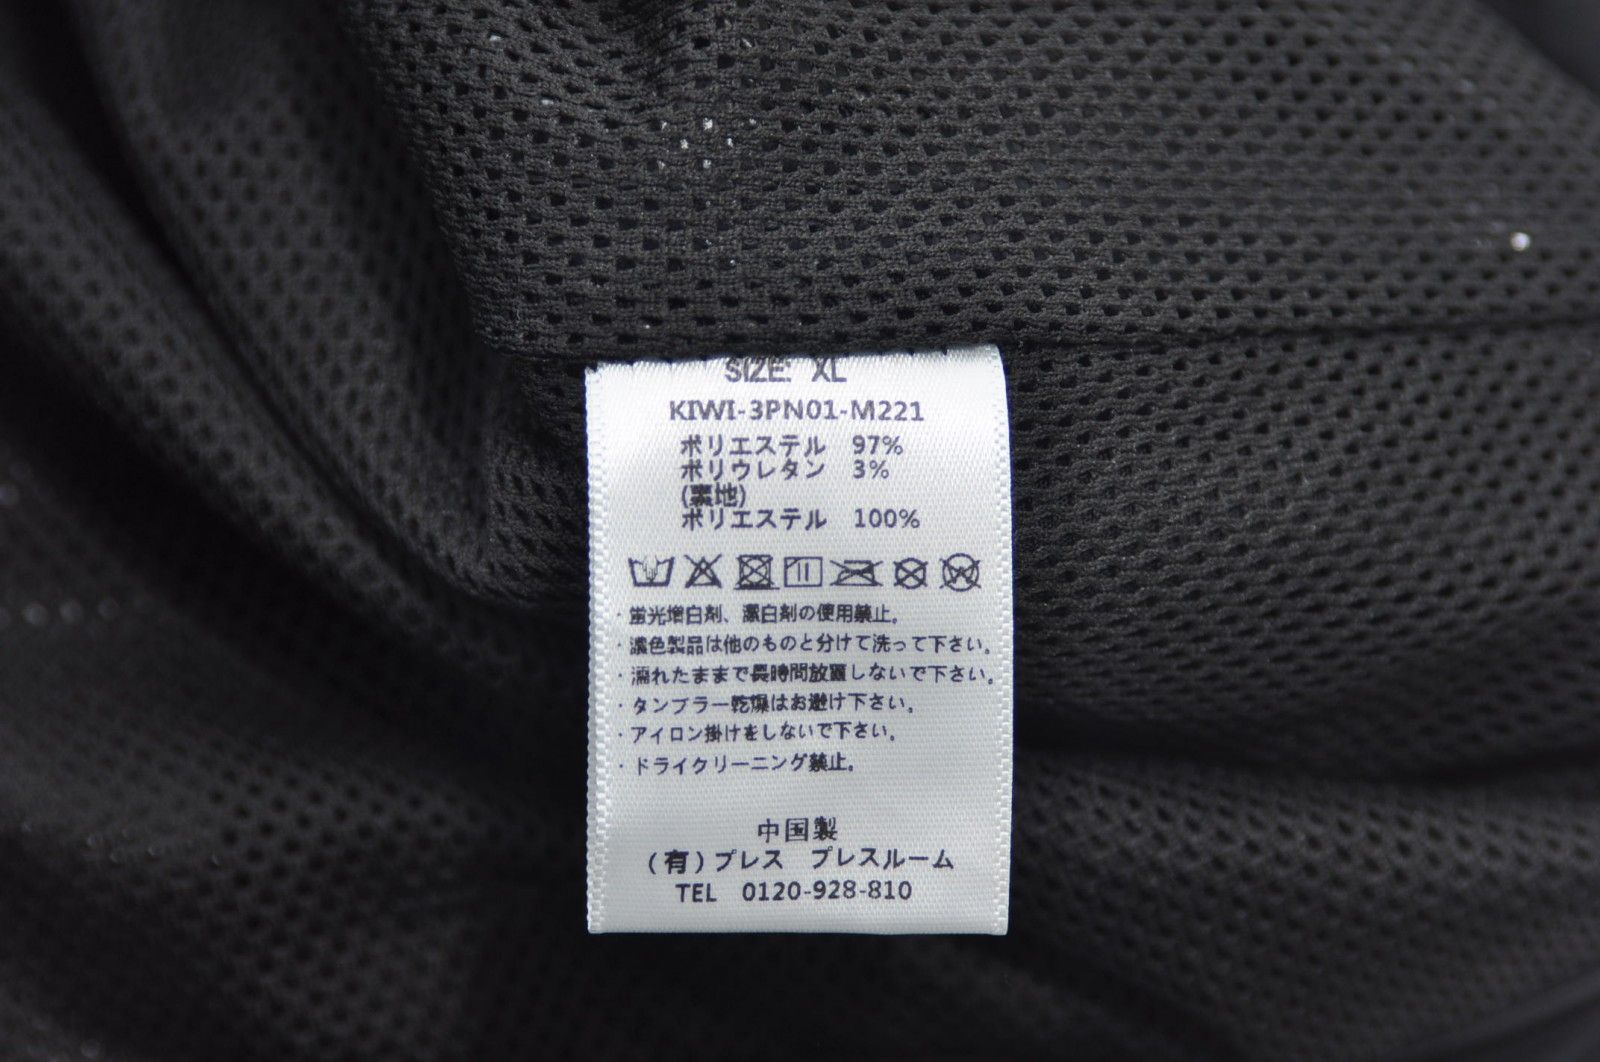 SIZE: XL
KIWI-3PN01-M221
ポリエステル 97%
ポリウレタン 3%
(裏地)
ポリエステル 100%
・蛍光増白剤、漂白剤の使用禁止。
・濃色製品は他のものと分けて洗って下さい。
・濡れたままで長時間放置しないで下さい。
・タンブラー乾燥はお避け下さい。
・アイロン掛けをしないで下さい。
・ドライクリーニング禁止。
中国製
(有)プレス プレスルーム
TEL 0120-928-810